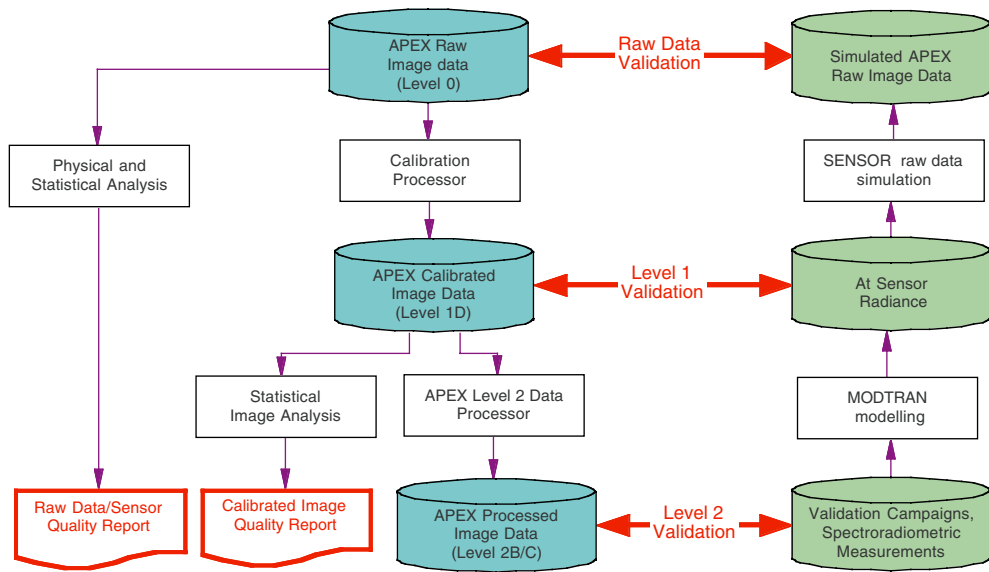 APEX Raw
Image data
(Level 0)
Raw Data
Validation
Simulated APEX
Raw Image Data
Physical and
Statistical Analysis
Calibration
Processor
SENSOR raw data
simulation
APEX Calibrated
Image Data
(Level 1D)
Level 1
Validation
At Sensor
Radiance
Statistical
Image Analysis
APEX Level 2 Data
Processor
MODTRAN
modelling
Raw Data/Sensor
Quality Report
Calibrated Image
Quality Report
APEX Processed
Image Data
(Level 2B/C)
Level 2
Validation
Validation Campaigns,
Spectroradiometric
Measurements